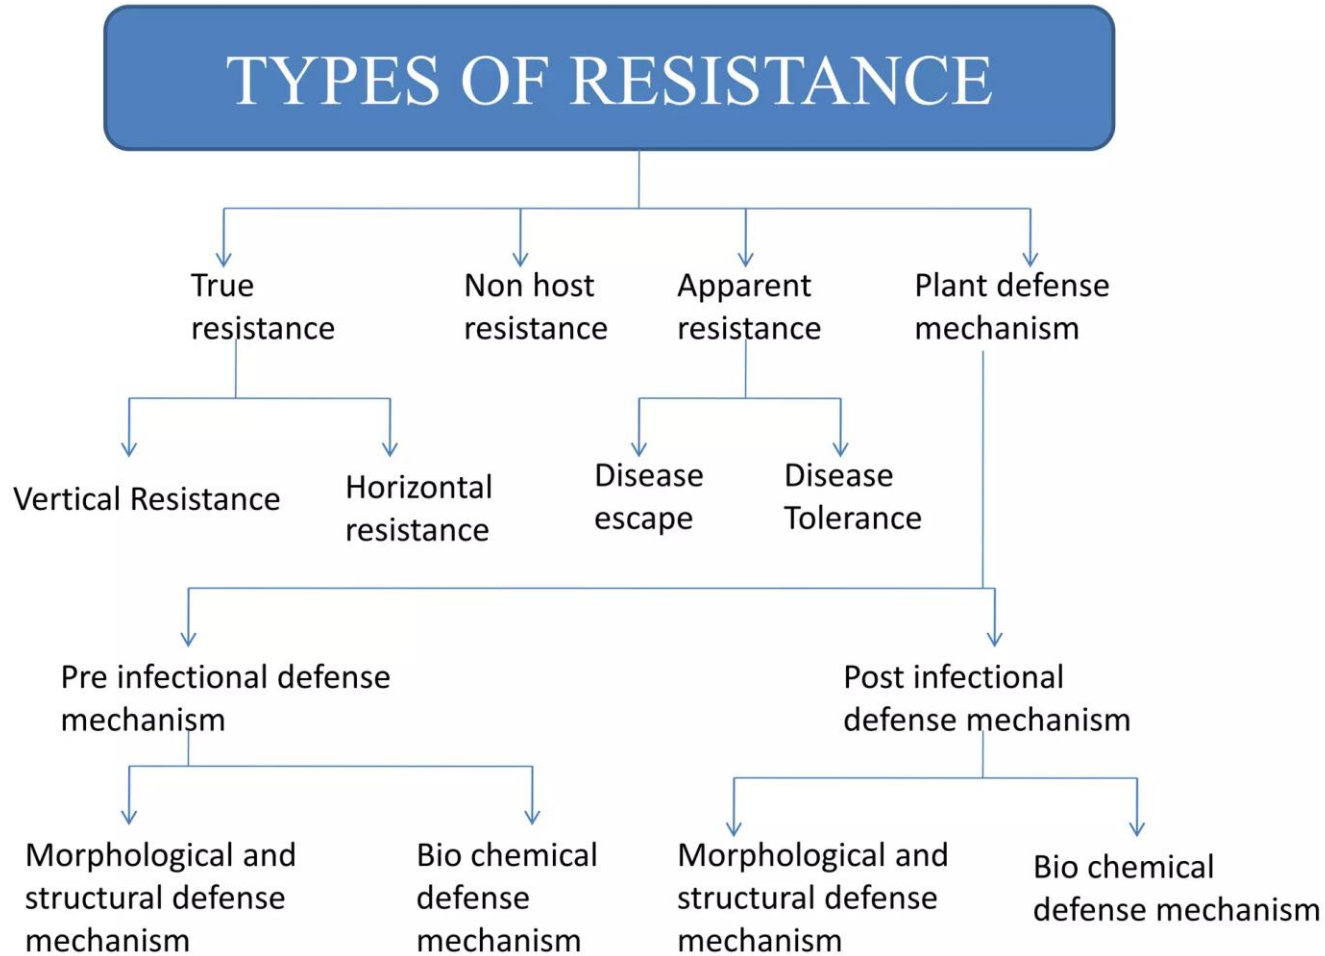 TYPES OF RESISTANCE
True
resistance
Non host
resistance
Apparent
resistance
Plant defense
mechanism
Vertical Resistance
Horizontal
resistance
Disease
escape
Disease
Tolerance
Pre infectional defense
mechanism
Post infectional
defense mechanism
Morphological and
structural defense
mechanism
Bio chemical
defense
mechanism
Morphological and
structural defense
mechanism
Bio chemical
defense mechanism